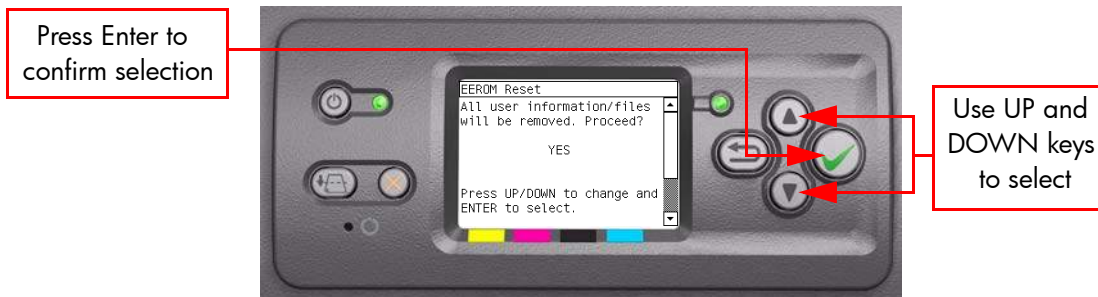 Press Enter to
confirm selection
EEROM Reset
All user information/files
will be removed. Proceed?
YES
Press UP/DOWN to change and
ENTER to select.
Use UP and
DOWN keys
to select